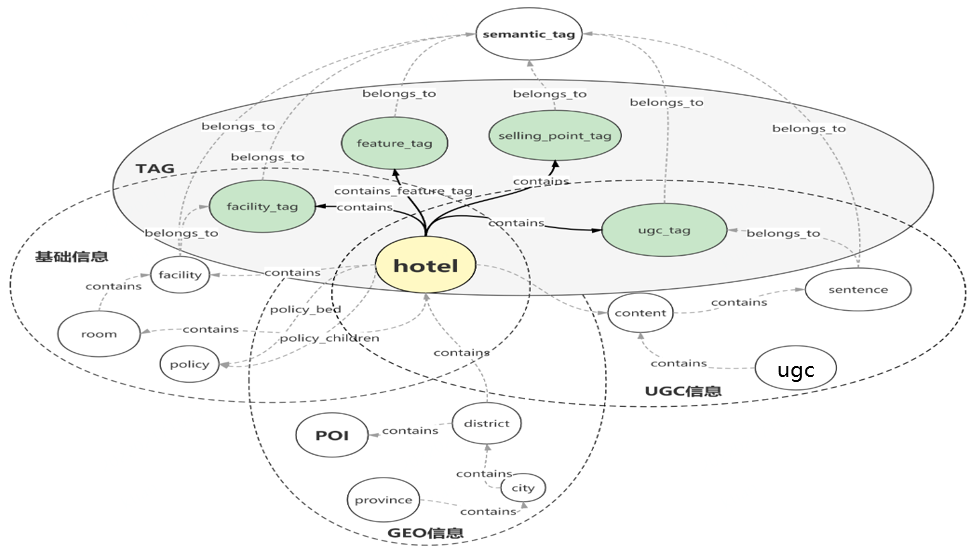 semantic_tag
belongs_to
belongs_to
belongs_to
belongs_to
belongs_to
belongs_to
selling_point_tag
feature_tag
TAG
contains
contains_feature_tag
facility_tag
contains
contains
ugc_tag
belongs_to
belongs_to
基础信息
hotel
facility
contains
contains
sentence
contains
content
policy_bed
room
contains
policy_children
contains
policy
contains
ugc
UGC信息
POI
contains
district
contains
city
province
contains
GEO信息